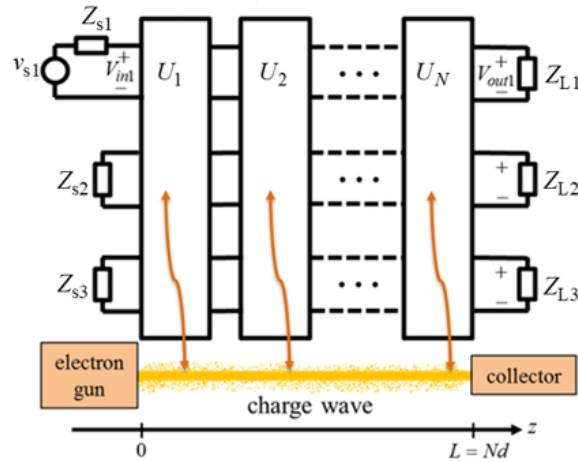 Z_s1
v_s1
+
V_in1
−
U_1
U_2
• • •
U_N
+
V_out1
−
Z_L1
Z_s2
• • •
+
−
Z_L2
Z_s3
• • •
+
−
Z_L3
electron
gun
collector
charge wave
z
0
L = Nd